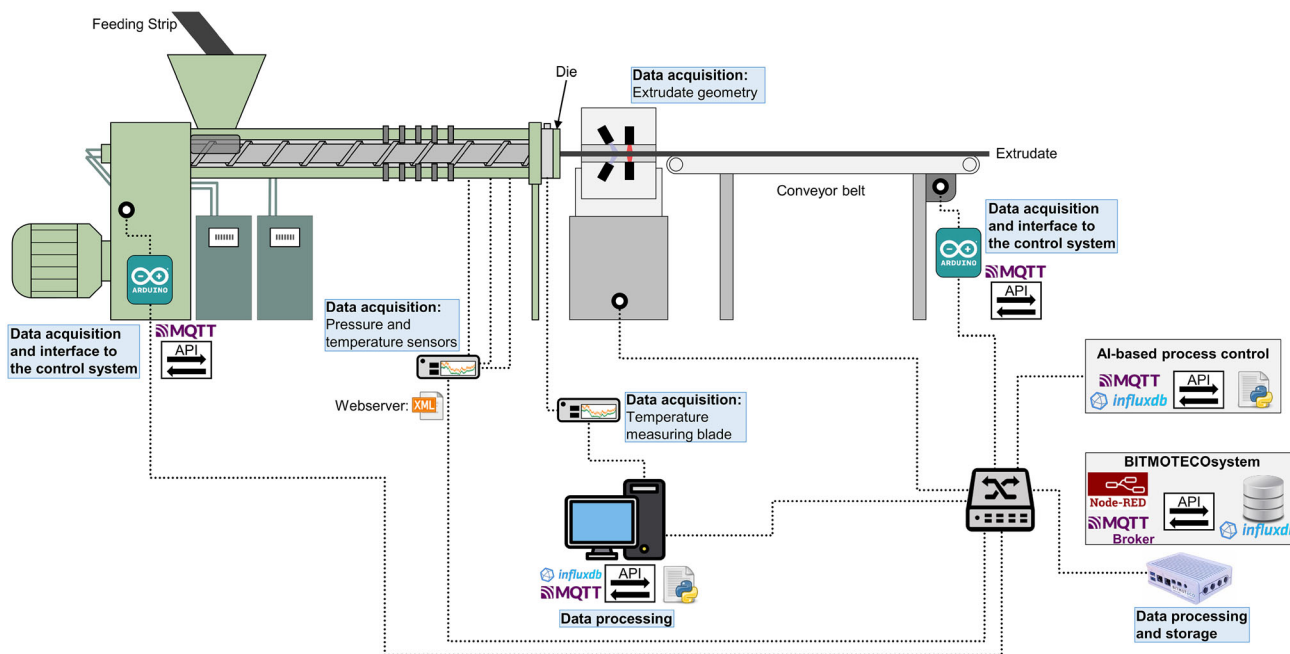 Feeding Strip
Die
Data acquisition:
Extrudate geometry
Extrudate
Conveyor belt
Data acquisition
and interface to
the control system
ARDUINO
MQTT
API
ARDUINO
Data acquisition
and interface to
the control system
MQTT
API
Data acquisition:
Pressure and
temperature sensors
Webserver:
XML
Data acquisition:
Temperature
measuring blade
AI-based process control
MQTT
influxdb
API
BITMOTECOsystem
Node-RED
MQTT
Broker
API
influxdb
influxdb
MQTT
API
Data processing
BITMOTECO
Data processing
and storage